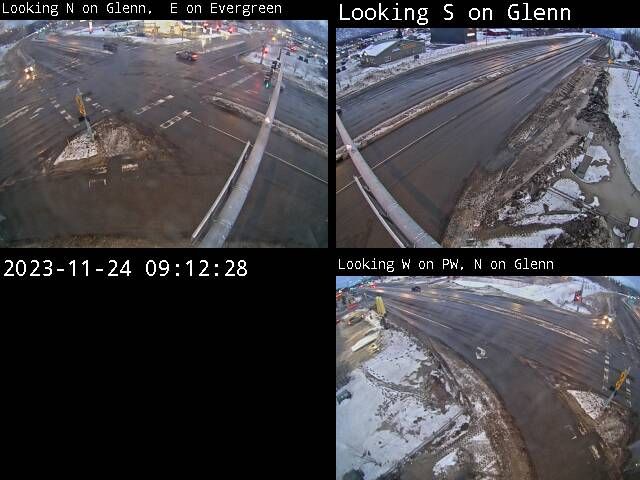 Looking N on Glenn,  E on Evergreen
Looking S on Glenn
2023-11-24 09:12:28
Looking W on PW, N on Glenn